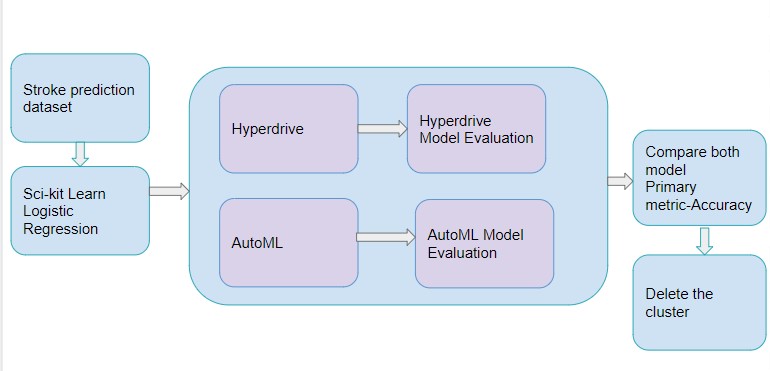 Stroke prediction
dataset
Sci-kit Learn
Logistic
Regression
Hyperdrive
Hyperdrive
Model Evaluation
AutoML
AutoML Model
Evaluation
Compare both
model
Primary
metric-Accuracy
Delete the
cluster